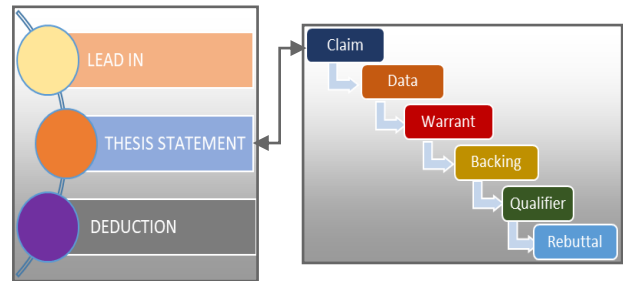 LEAD IN
THESIS STATEMENT
DEDUCTION
Claim
Data
Warrant
Backing
Qualifier
Rebuttal